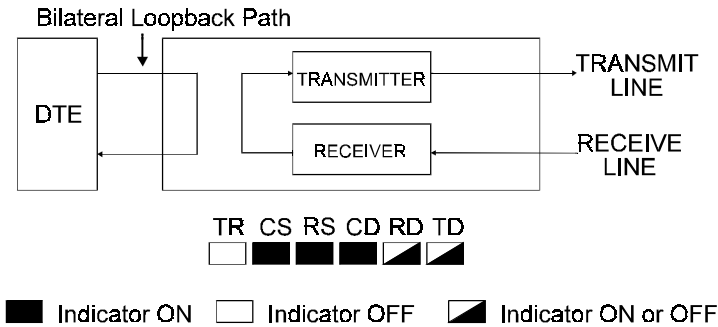 Bilateral Loopback Path
DTE
TRANSMITTER
TRANSMIT
LINE
RECEIVER
RECEIVE
LINE
TR CS RS CD RD TD
Indicator ON Indicator OFF Indicator ON or OFF